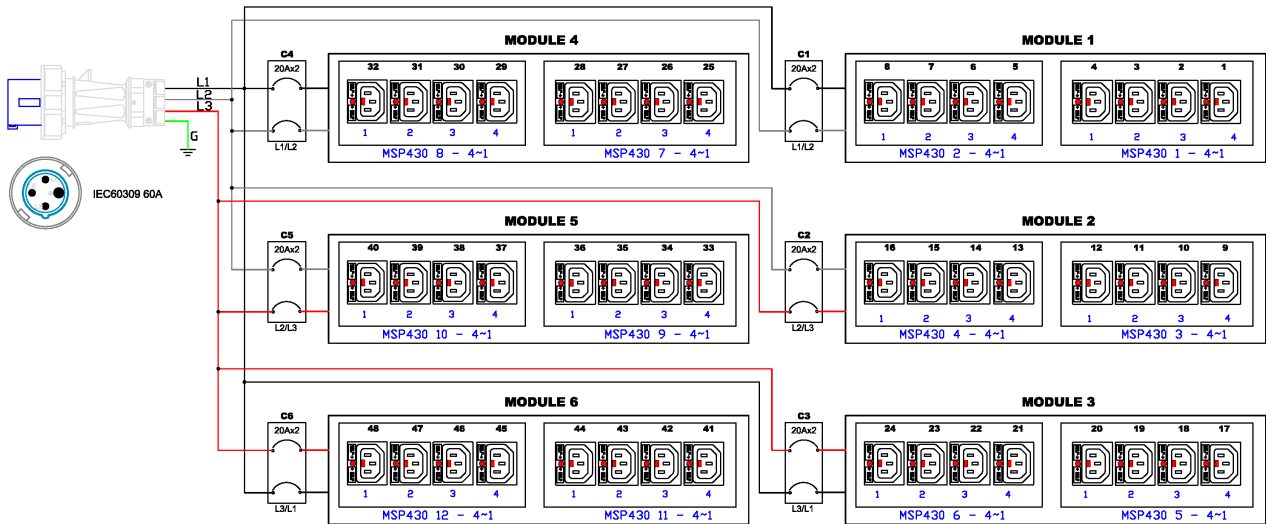 L1
L2
L3
G
IEC60309 60A
MODULE 4
C4
20Ax2
L1/L2
32 31 30 29 28 27 26 25
1 2 3 4 1 2 3 4
MSP430 8 - 4~1 MSP430 7 - 4~1
MODULE 1
C1
20Ax2
L1/L2
8 7 6 5 4 3 2 1
1 2 3 4 1 2 3 4
MSP430 2 - 4~1 MSP430 1 - 4~1
MODULE 5
C5
20Ax2
L2/L3
40 39 38 37 36 35 34 33
1 2 3 4 1 2 3 4
MSP430 10 - 4~1 MSP430 9 - 4~1
MODULE 2
C2
20Ax2
L2/L3
16 15 14 13 12 11 10 9
1 2 3 4 1 2 3 4
MSP430 4 - 4~1 MSP430 3 - 4~1
MODULE 6
C6
20Ax2
L3/L1
48 47 46 45 44 43 42 41
1 2 3 4 1 2 3 4
MSP430 12 - 4~1 MSP430 11 - 4~1
MODULE 3
C3
20Ax2
L3/L1
24 23 22 21 20 19 18 17
1 2 3 4 1 2 3 4
MSP430 6 - 4~1 MSP430 5 - 4~1